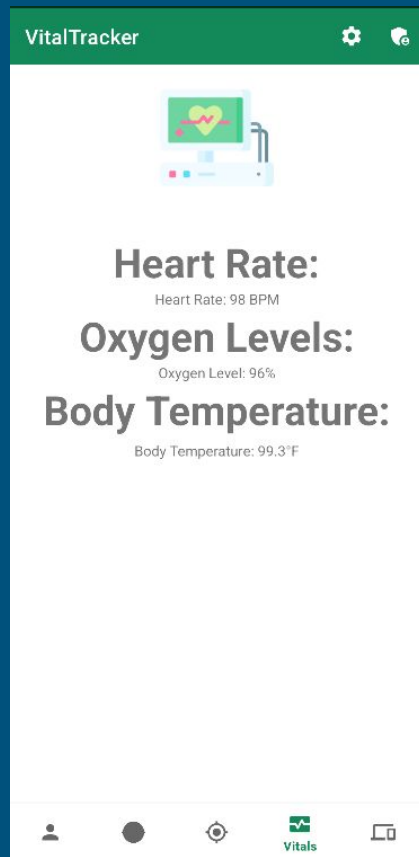 VitalTracker
Heart Rate:
Heart Rate: 98 BPM
Oxygen Levels:
Oxygen Level: 96%
Body Temperature:
Body Temperature: 99.3°F
Vitals